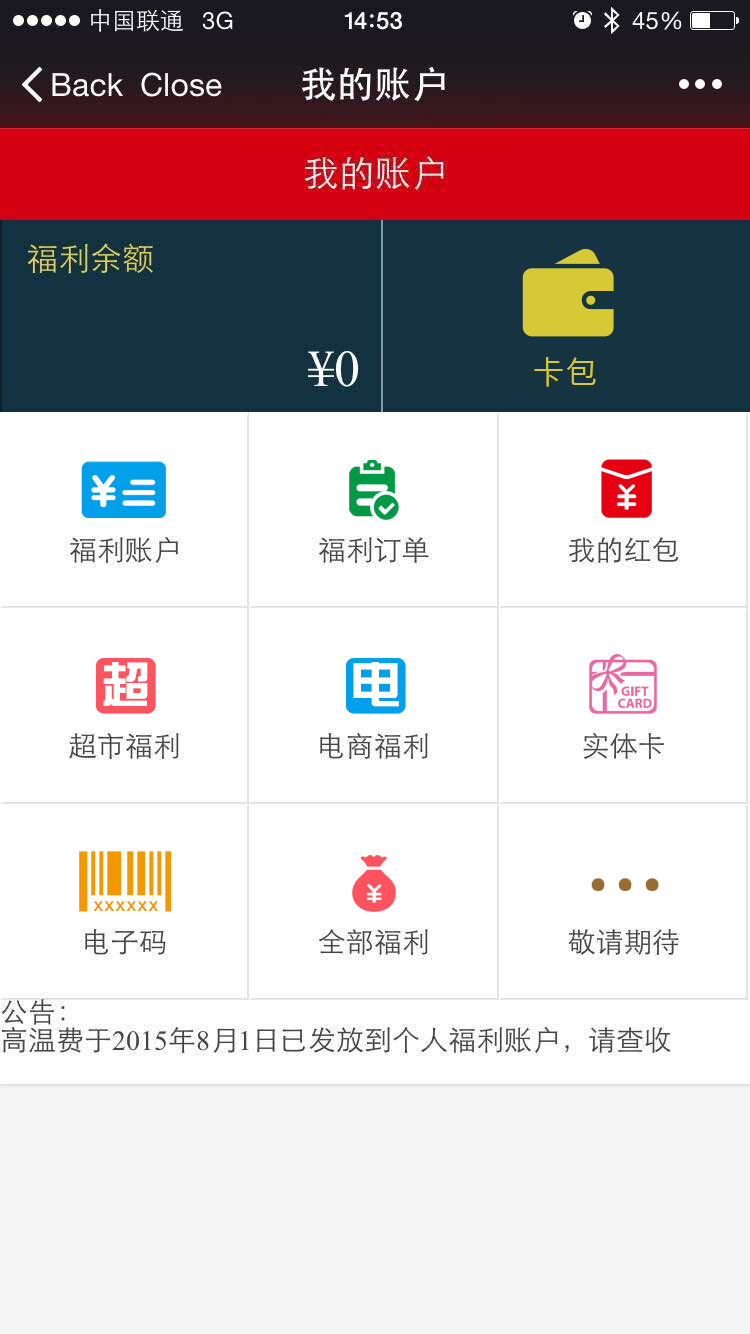 中国联通 3G 14:53 45%
Back Close 我的账户
我的账户
福利余额
¥0
卡包
¥
¥
福利账户 福利订单 我的红包
超 电 GIFT
CARD
超市福利 电商福利 实体卡
XXXXXX ¥
电子码 全部福利 敬请期待
公告：
高温费于2015年8月1日已发放到个人福利账户，请查收